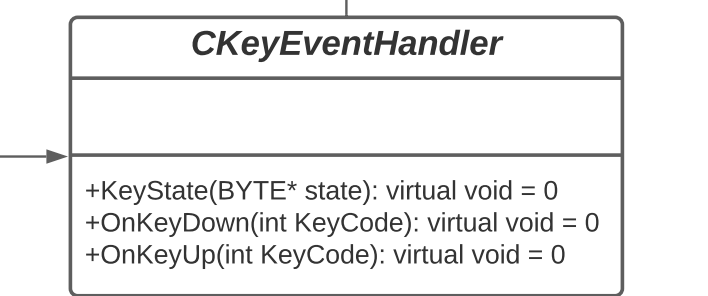 CKeyEventHandler
+KeyState(BYTE* state): virtual void = 0
+OnKeyDown(int KeyCode): virtual void = 0
+OnKeyUp(int KeyCode): virtual void = 0